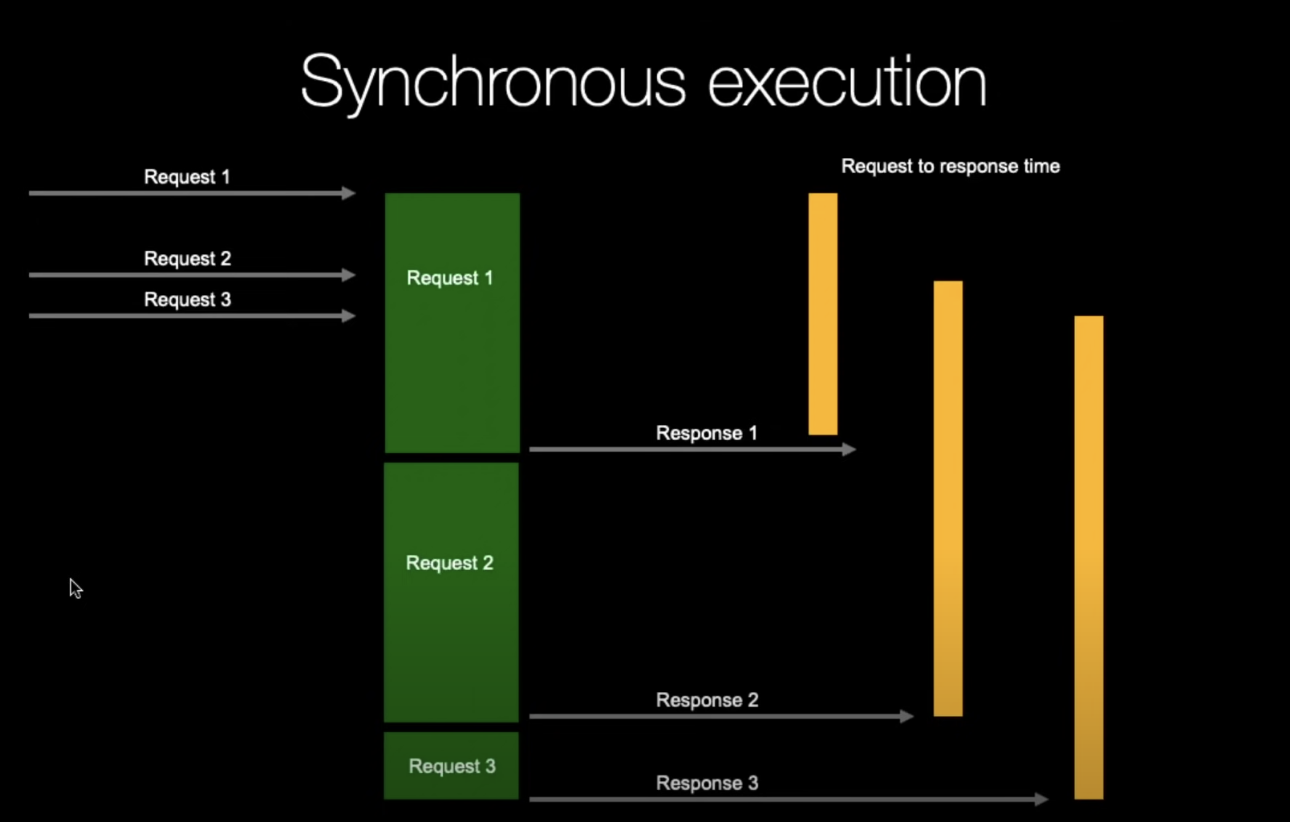 Synchronous execution
Request to response time
Request 1
Request 2
Request 3
Request 1
Response 1
Request 2
Response 2
Request 3
Response 3